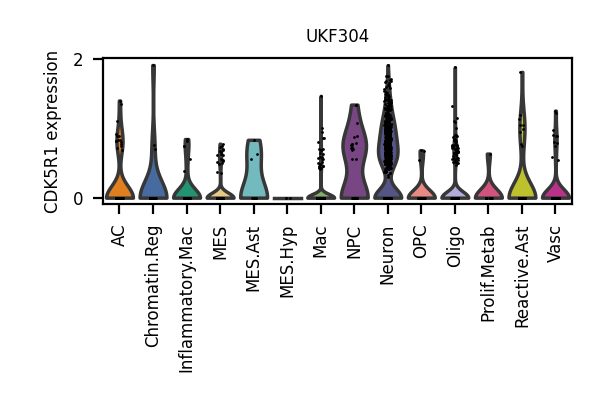 UKF304
CDK5R1 expression
2
0
AC
Chromatin.Reg
Inflammatory.Mac
MES
MES.Ast
MES.Hyp
Mac
NPC
Neuron
OPC
Oligo
Prolif.Metab
Reactive.Ast
Vasc